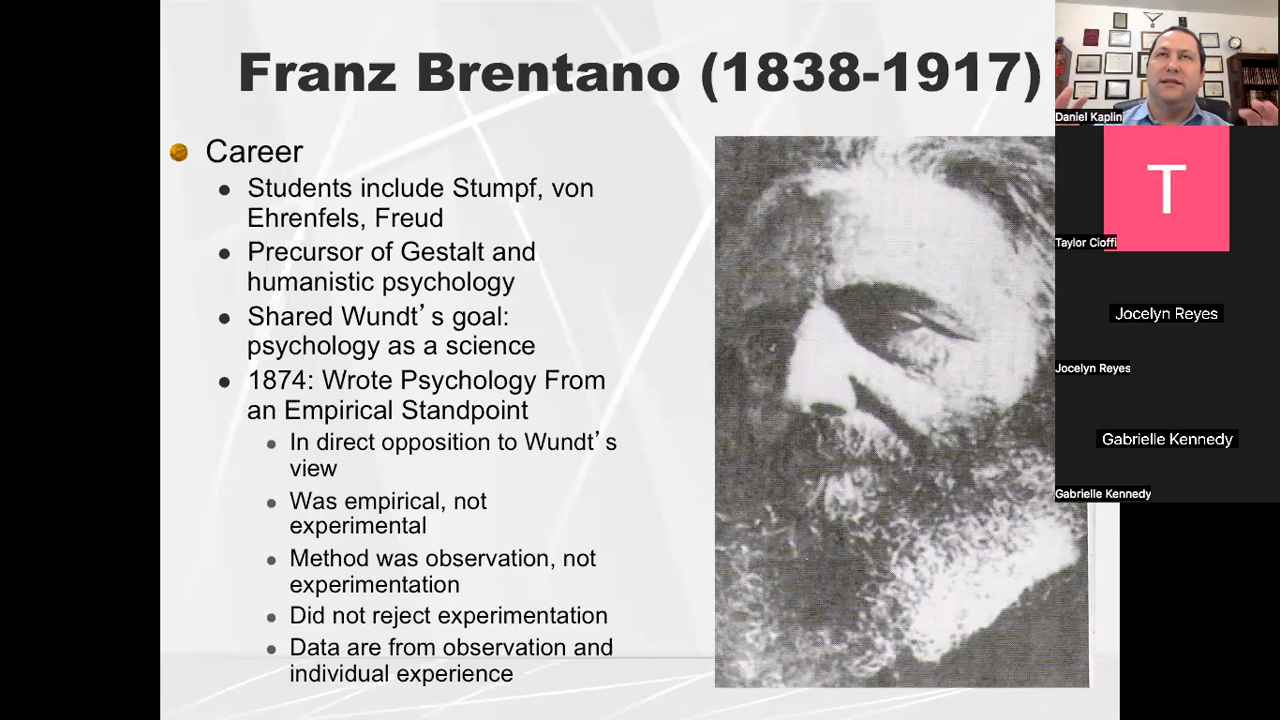 Franz Brentano (1838-1917)
Career
Students include Stumpf, von
Ehrenfels, Freud
Precursor of Gestalt and
humanistic psychology
Shared Wundt’s goal:
psychology as a science
1874: Wrote Psychology From
an Empirical Standpoint
In direct opposition to Wundt’s
view
Was empirical, not
experimental
Method was observation, not
experimentation
Did not reject experimentation
Data are from observation and
individual experience
Daniel Kaplin
T
Taylor Cioffi
Jocelyn Reyes
Jocelyn Reyes
Gabrielle Kennedy
Gabrielle Kennedy